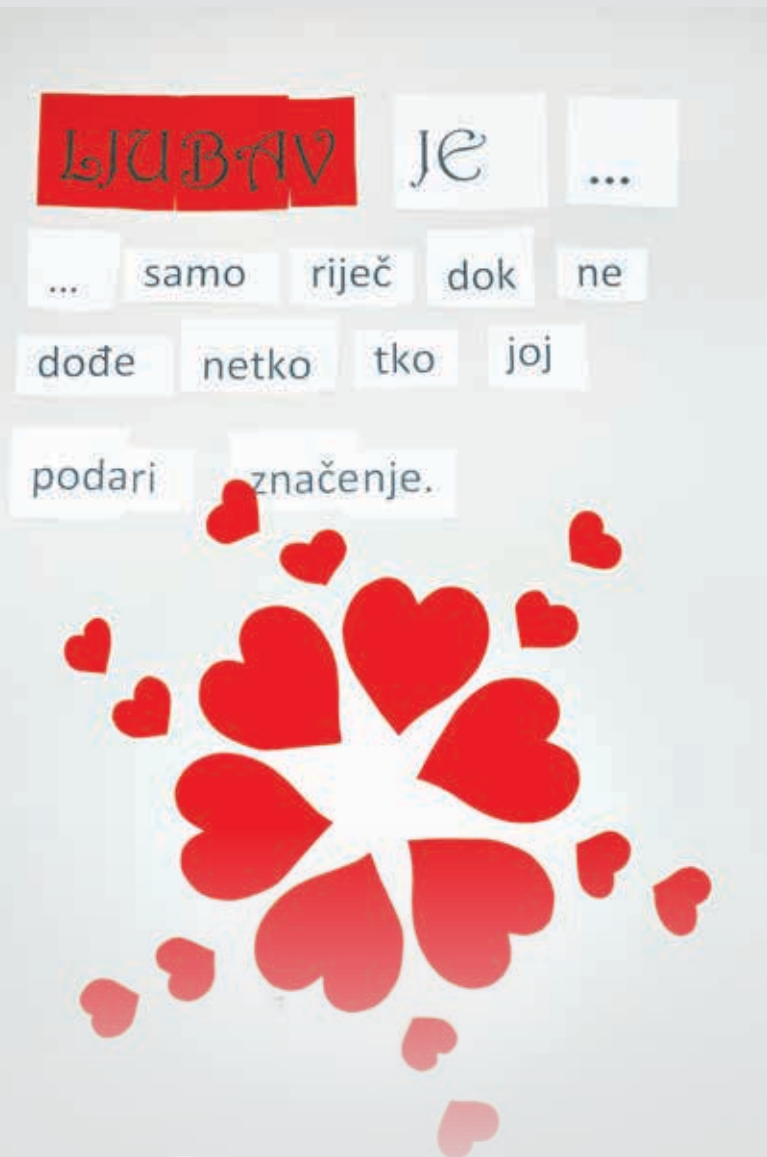 LJUBAV JE ...
... samo riječ dok ne
dođe netko tko joj
podari značenje.